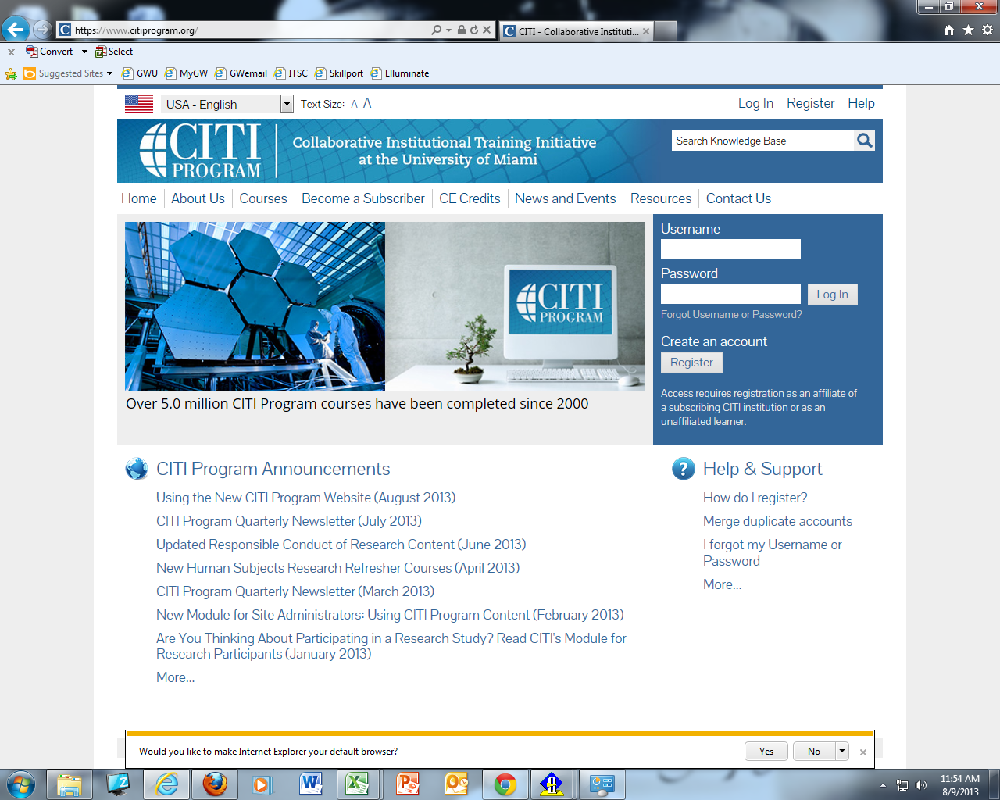 https://www.citiprogram.org/
CITI - Collaborative Instituti...
x Convert Select
Suggested Sites GWU MyGW GWemail ITSC Skillport Elluminate
USA - English Text Size: A A Log In Register Help
CITI PROGRAM
Collaborative Institutional Training Initiative
at the University of Miami
Search Knowledge Base
Home About Us Courses Become a Subscriber CE Credits News and Events Resources Contact Us
CITI
PROGRAM
Over 5.0 million CITI Program courses have been completed since 2000
Username
Password
Log In
Forgot Username or Password?
Create an account
Register
Access requires registration as an affiliate of
a subscribing CITI institution or as an
unaffiliated learner.
CITI Program Announcements
Using the New CITI Program Website (August 2013)
CITI Program Quarterly Newsletter (July 2013)
Updated Responsible Conduct of Research Content (June 2013)
New Human Subjects Research Refresher Courses (April 2013)
CITI Program Quarterly Newsletter (March 2013)
New Module for Site Administrators: Using CITI Program Content (February 2013)
Are You Thinking About Participating in a Research Study? Read CITI's Module for
Research Participants (January 2013)
More...
Help & Support
How do I register?
Merge duplicate accounts
I forgot my Username or
Password
More...
Would you like to make Internet Explorer your default browser? Yes No
11:54 AM
8/9/2013